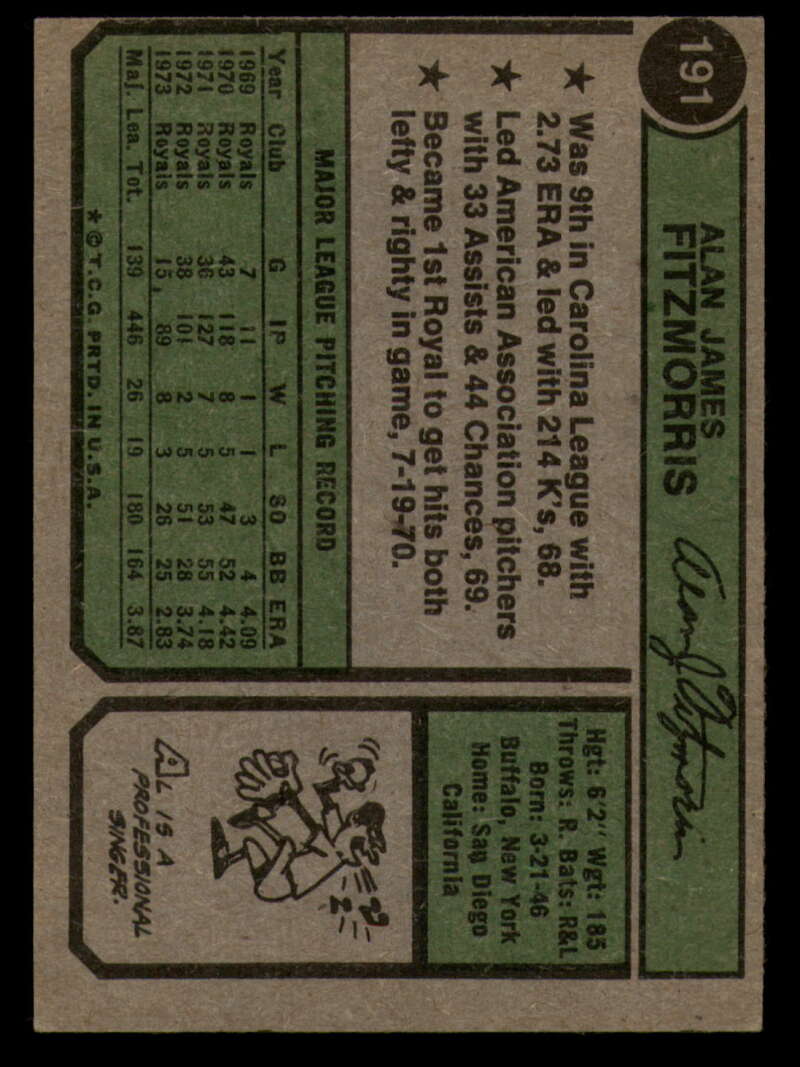 191
ALAN JAMES
FITZMORRIS
Alan J Fitzmorris
★ Was 9th in Carolina League with
2.73 ERA & led with 214 K's, 68.
★ Led American Association pitchers
with 33 Assists & 44 Chances, 69.
★ Became 1st Royal to get hits both
lefty & righty in game, 7-19-70.
MAJOR LEAGUE PITCHING RECORD
Year Club G IP W L SO BB ERA
1969 Royals 7 11 1 1 3 4 4.09
1970 Royals 43 118 8 5 47 52 4.42
1971 Royals 36 127 7 5 53 55 4.18
1972 Royals 38 101 2 5 51 28 3.74
1973 Royals 15 89 8 3 26 25 2.83
Maj. Lea. Tot. 139 446 26 19 180 164 3.87
* © T.C.G. PRTD. IN U.S.A.
Hgt: 6'2" Wgt: 185
Throws: R. Bats: R&L
Born: 3-21-46
Buffalo, New York
Home: San Diego
California
AL IS A
PROFESSIONAL
SINGER.